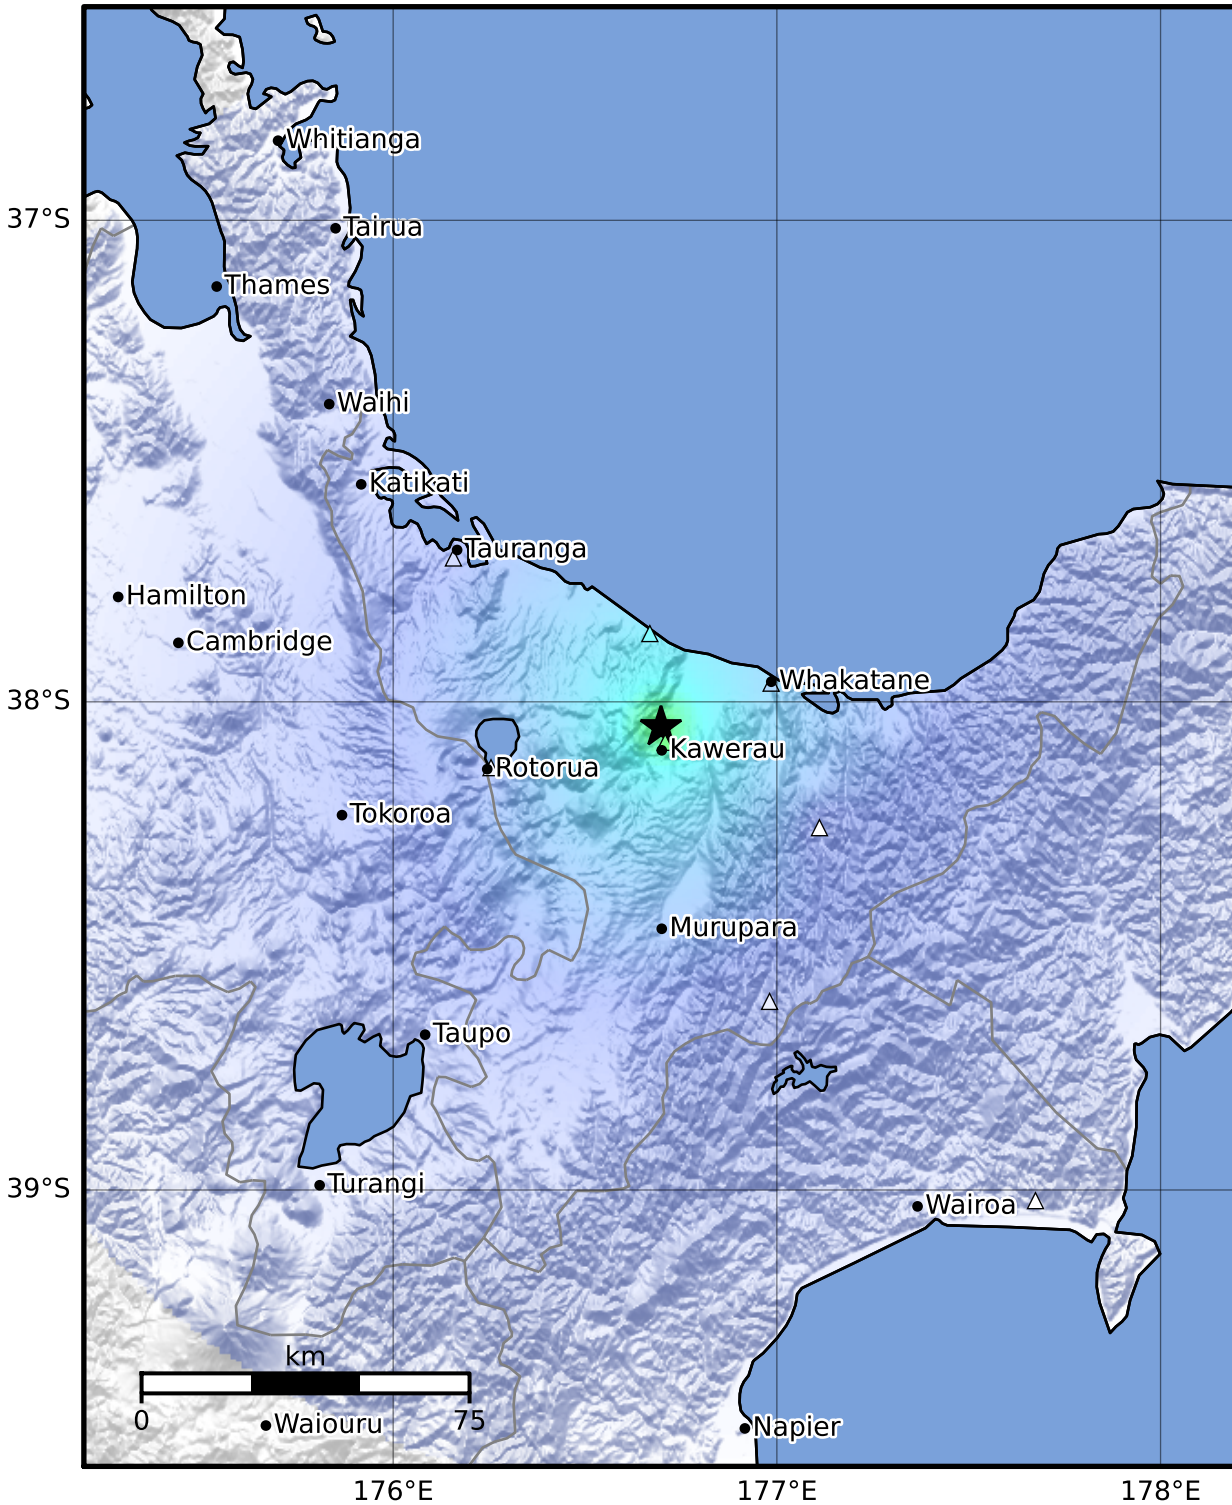 Whitianga
37°S
Tairua
Thames
Waihi
Katikati
Tauranga
Hamilton
Cambridge
Whakatane
38°S
Kawerau
Rotorua
Tokoroa
Murupara
Taupo
Turangi
39°S
Wairoa
km
0
75
Waiouru
Napier
176°E
177°E
178°E